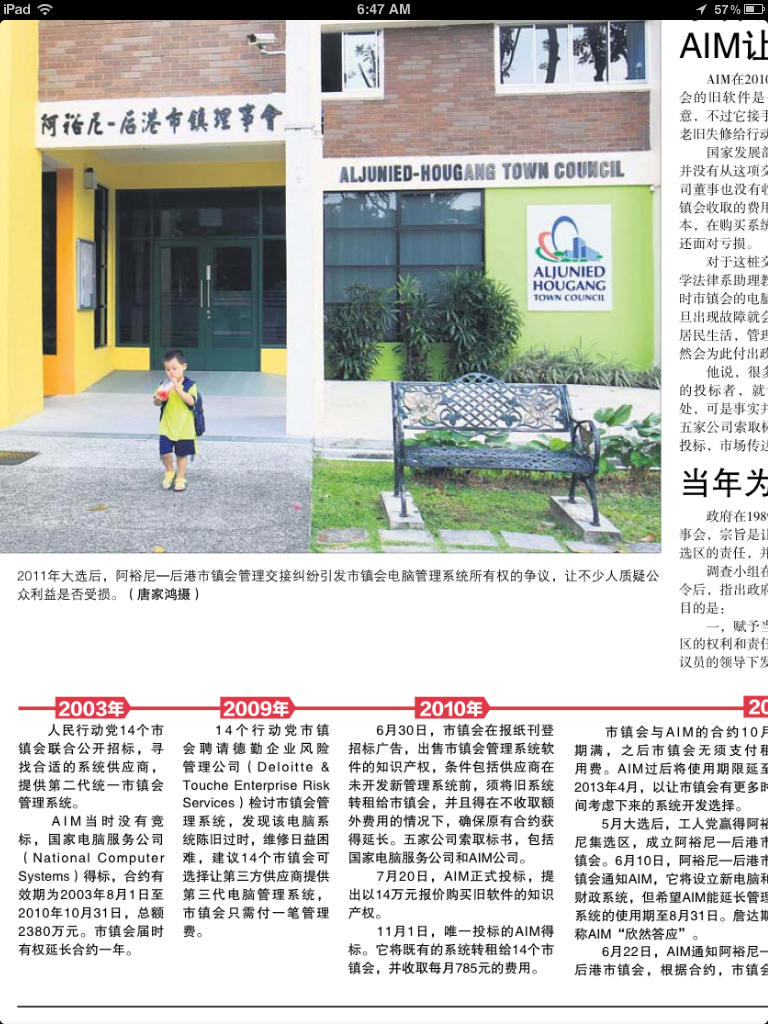 iPad
6:47 AM
57%
阿裕尼-后港市鎮理事會
ALJUNIED-HOUGANG TOWN COUNCIL
ALJUNIED
HOUGANG
TOWN COUNCIL
2011年大选后，阿裕尼—后港市镇会管理交接纠纷引发市镇会电脑管理系统所有权的争议，让不少人质疑公
众利益是否受损。（唐家鸿摄）
AIM让
AIM在2010
会的旧软件是
意，不过它接手
老旧失修给行动
国家发展部
并没有从这项交
司董事也没有收
镇会收取的费用
本，在购买系统
还面对亏损。
对于这桩交
学法律系助理教
时市镇会的电脑
旦出现故障就会
居民生活，管理
然会为此付出政
他说，很多
的投标者，就
处，可是事实并
五家公司索取标
投标，市场传达
当年为
政府在1989
事会，宗旨是让
选区的责任，并
调查小组在
令后，指出政府
目的是：
一，赋予当
区的权利和责任
议员的领导下发
2003年
人民行动党14个市
镇会联合公开招标，寻
找合适的系统供应商，
提供第二代统一市镇会
管理系统。
AIM当时没有竞
标，国家电脑服务公司
（National Computer
Systems）得标，合约有
效期为2003年8月1日至
2010年10月31日，总额
2380万元。市镇会届时
有权延长合约一年。
2009年
14个行动党市镇
会聘请德勤企业风险
管理公司（Deloitte &
Touche Enterprise Risk
Services）检讨市镇会管
理系统，发现该电脑系
统陈旧过时，维修日益困
难，建议14个市镇会可
选择让第三方供应商提供
第三代电脑管理系统，
市镇会只需付一笔管理
费。
2010年
6月30日，市镇会在报纸刊登
招标广告，出售市镇会管理系统软
件的知识产权，条件包括供应商在
未开发新管理系统前，须将旧系统
转租给市镇会，并且得在不收取额
外费用的情况下，确保原有合约获
得延长。五家公司索取标书，包括
国家电脑服务公司和AIM公司。
7月20日，AIM正式投标，提
出以14万元报价购买旧软件的知识
产权。
11月1日，唯一投标的AIM得
标。它将既有的系统转租给14个市
镇会，并收取每月785元的费用。
20
市镇会与AIM的合约10月
期满，之后市镇会无须支付租
用费。AIM过后将使用期限延至
2013年4月，以让市镇会有更多时
间考虑下来的系统开发选择。
5月大选后，工人党赢得阿裕
尼集选区，成立阿裕尼—后港市
镇会。6月10日，阿裕尼—后港市
镇会通知AIM，它将设立新电脑和
财政系统，但希望AIM能延长管理
系统的使用期至8月31日。詹达斯
称AIM“欣然答应”。
6月22日，AIM通知阿裕尼—
后港市镇会，根据合约，市镇会